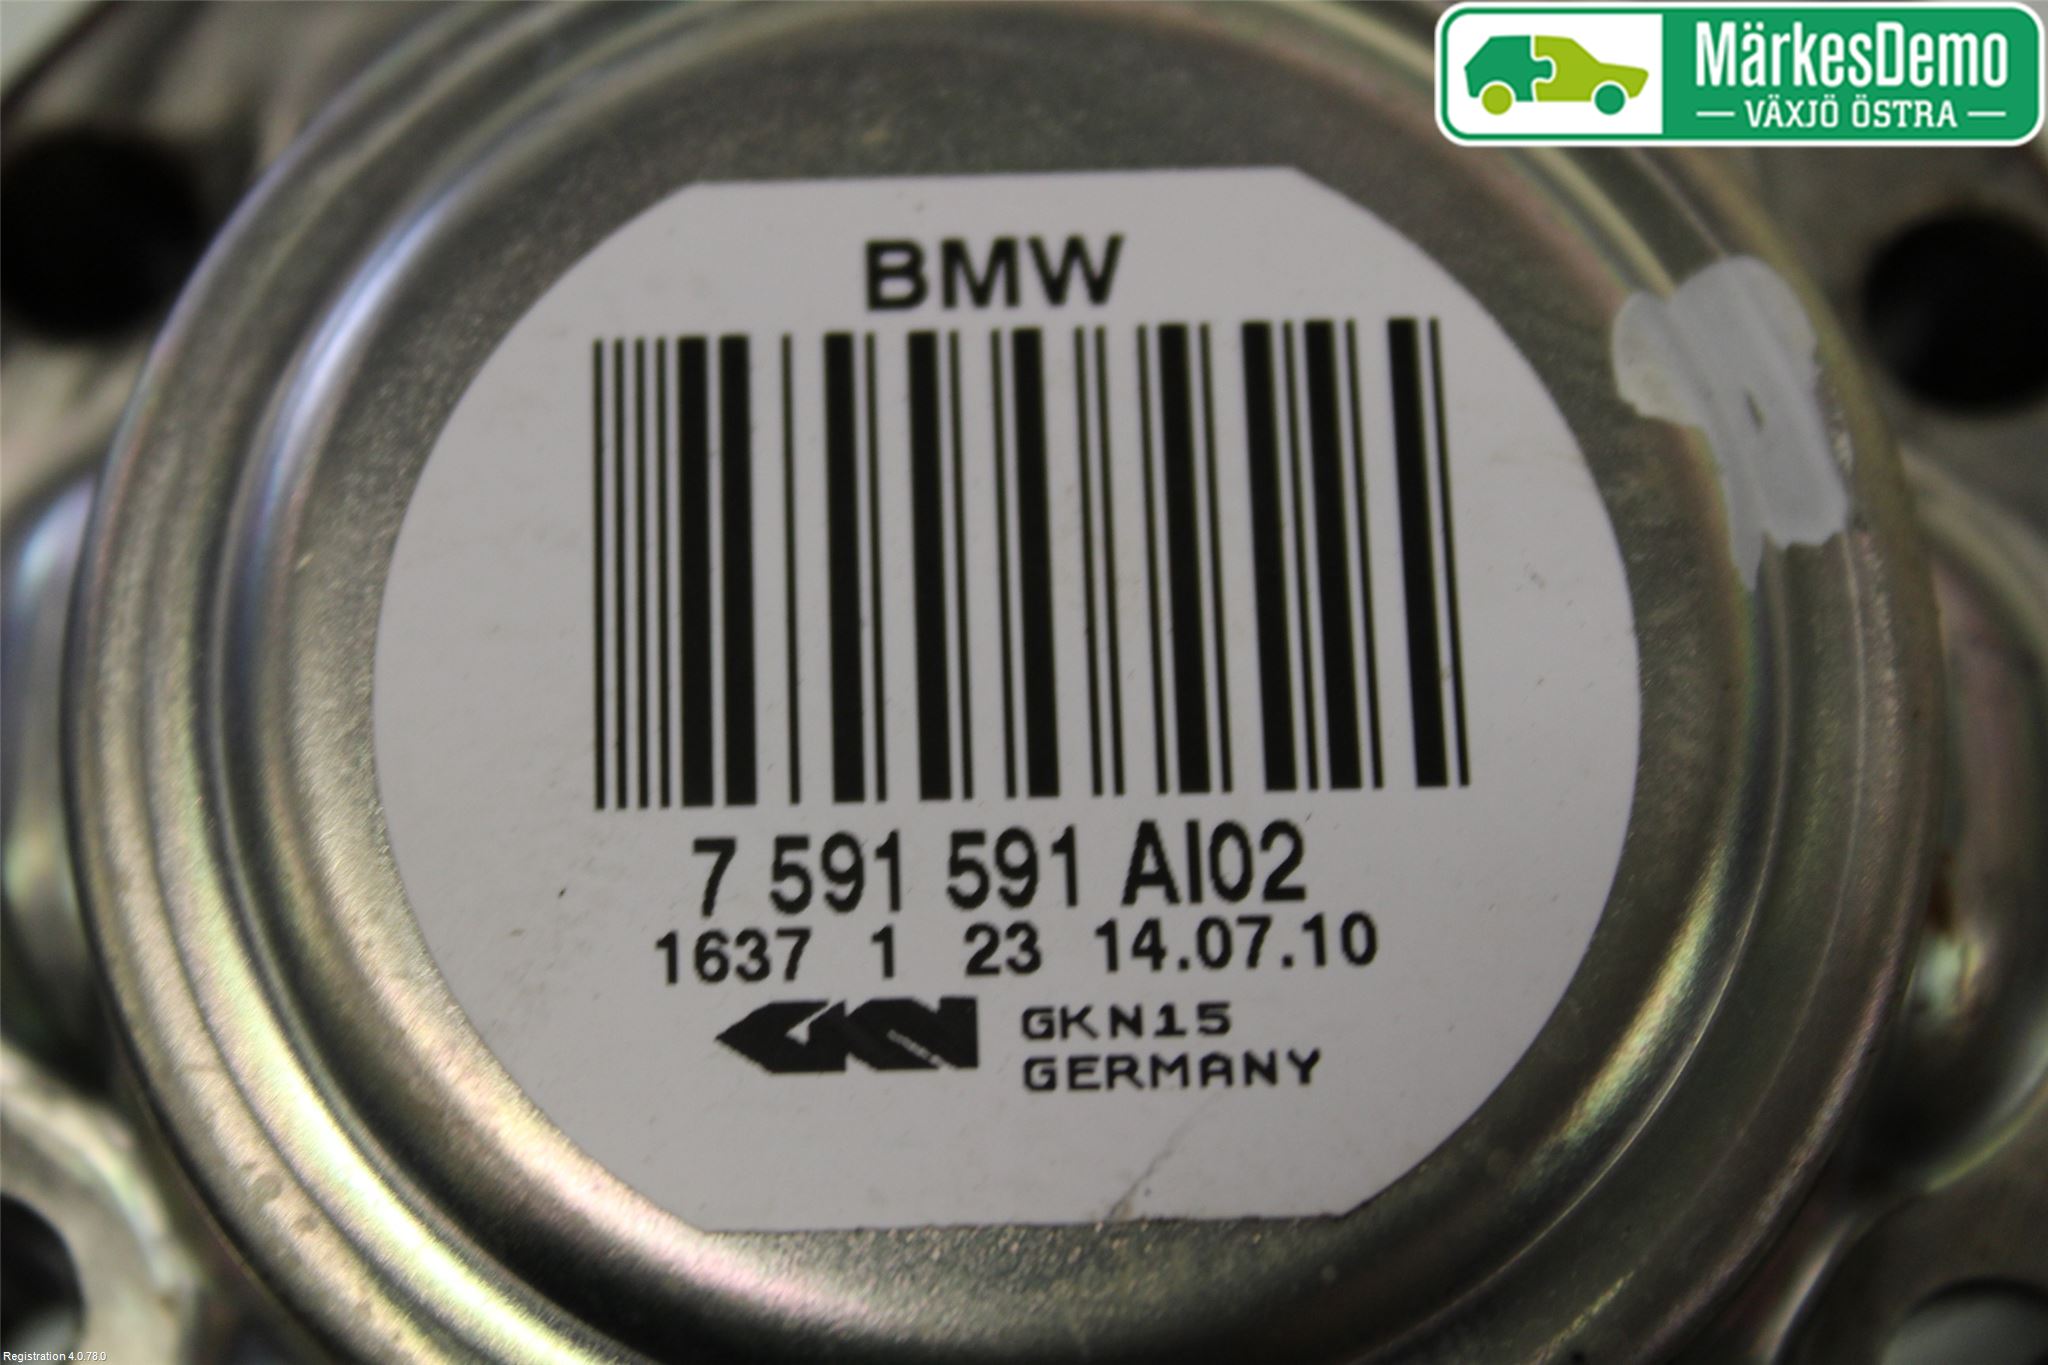 MärkesDemo
VÄXJÖ ÖSTRA
BMW
7 591 591 AI02
1637 1 23 14.07.10
GKN GKN15
GERMANY
Registration 4.0.78.0